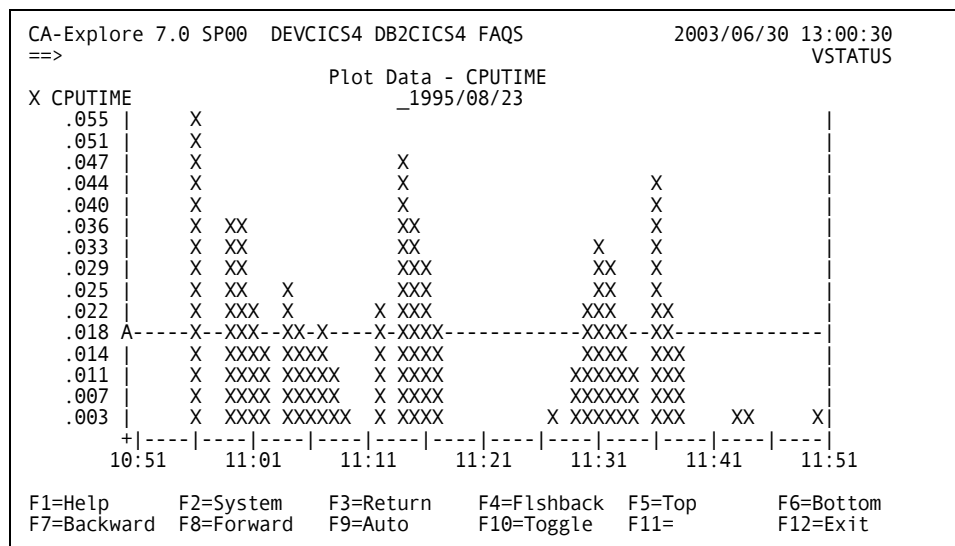 CA-Explore 7.0 SP00  DEVCICS4 DB2CICS4 FAQS             2003/06/30 13:00:30
==>                                                                 VSTATUS
                          Plot Data - CPUTIME
X CPUTIME                       _1995/08/23
   .055 |     X                                                      |
   .051 |     X                                                      |
   .047 |     X                 X                                    |
   .044 |     X                 X                     X              |
   .040 |     X                 X                     X              |
   .036 |     X  XX             XX                    X              |
   .033 |     X  XX             XX               X    X              |
   .029 |     X  XX             XXX              XX   X              |
   .025 |     X  XX   X         XXX              XX   X              |
   .022 |     X  XXX  X       X XXX             XXX   XX             |
   .018 A-----X--XXX--XX-X----X-XXXX------------XXXX--XX-------------|
   .014 |     X  XXXX XXXX    X XXXX            XXXX  XXX            |
   .011 |     X  XXXX XXXXX   X XXXX           XXXXXX XXX            |
   .007 |     X  XXXX XXXXX   X XXXX           XXXXXX XXX            |
   .003 |     X  XXXX XXXXXX  X XXXX         X XXXXXX XXX    XX     X|
        +|----|----|----|----|----|----|----|----|----|----|----|----|
       10:51     11:01     11:11     11:21     11:31     11:41     11:51
F1=Help      F2=System    F3=Return    F4=Flshback  F5=Top       F6=Bottom
F7=Backward  F8=Forward   F9=Auto      F10=Toggle   F11=         F12=Exit